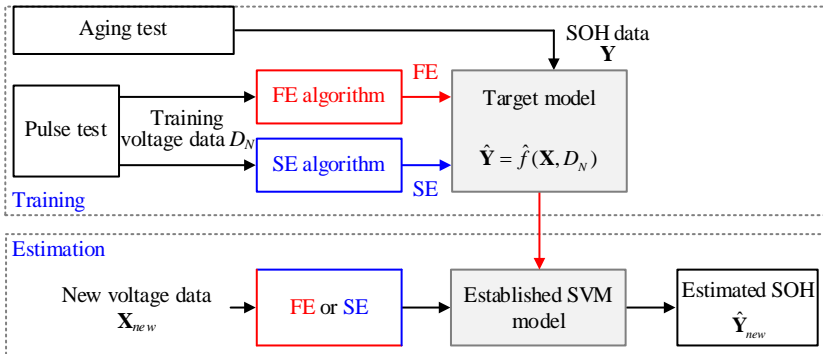 Aging test
SOH data
Y
Pulse test
Training
voltage data D_N
FE algorithm
FE
SE algorithm
SE
Target model
Ŷ = f̂ (X, D_N)
Training
Estimation
New voltage data
X_new
FE or SE
Established SVM
model
Estimated SOH
Ŷ_new